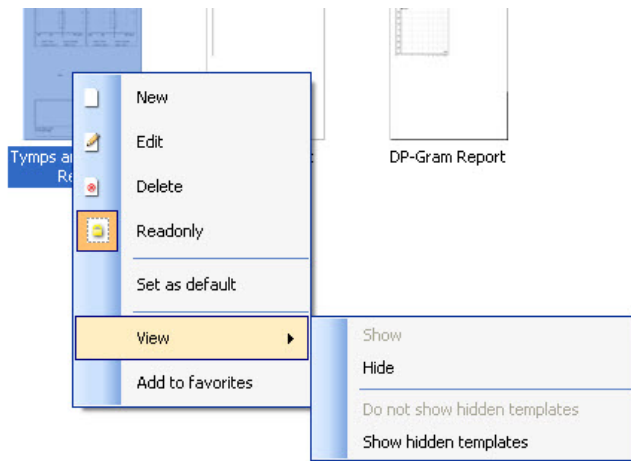 New
Edit
Tymps a
DP-Gram Report
Re
Delete
Readonly
Set as default
View
Show
Hide
Add to favorites
Do not show hidden templates
Show hidden templates